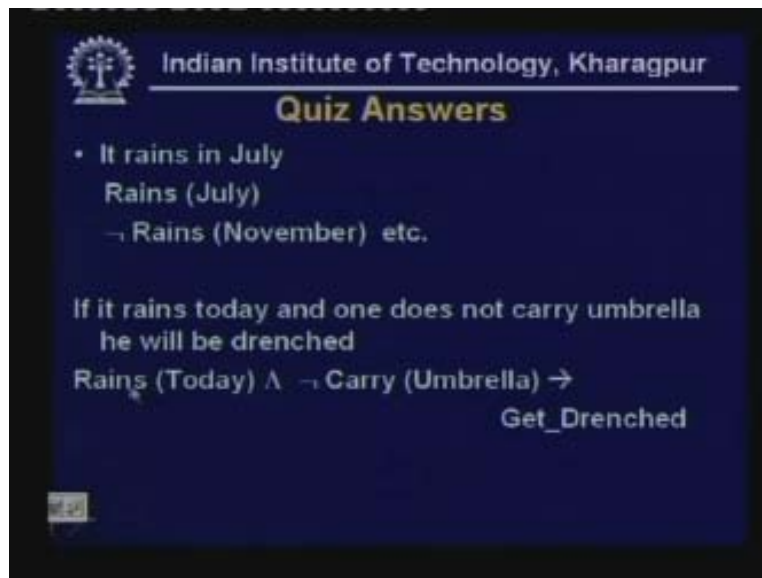 Indian Institute of Technology, Kharagpur
Quiz Answers
• It rains in July
Rains (July)
¬ Rains (November) etc.
If it rains today and one does not carry umbrella
he will be drenched
Rains (Today) Λ ¬ Carry (Umbrella) →
Get_Drenched